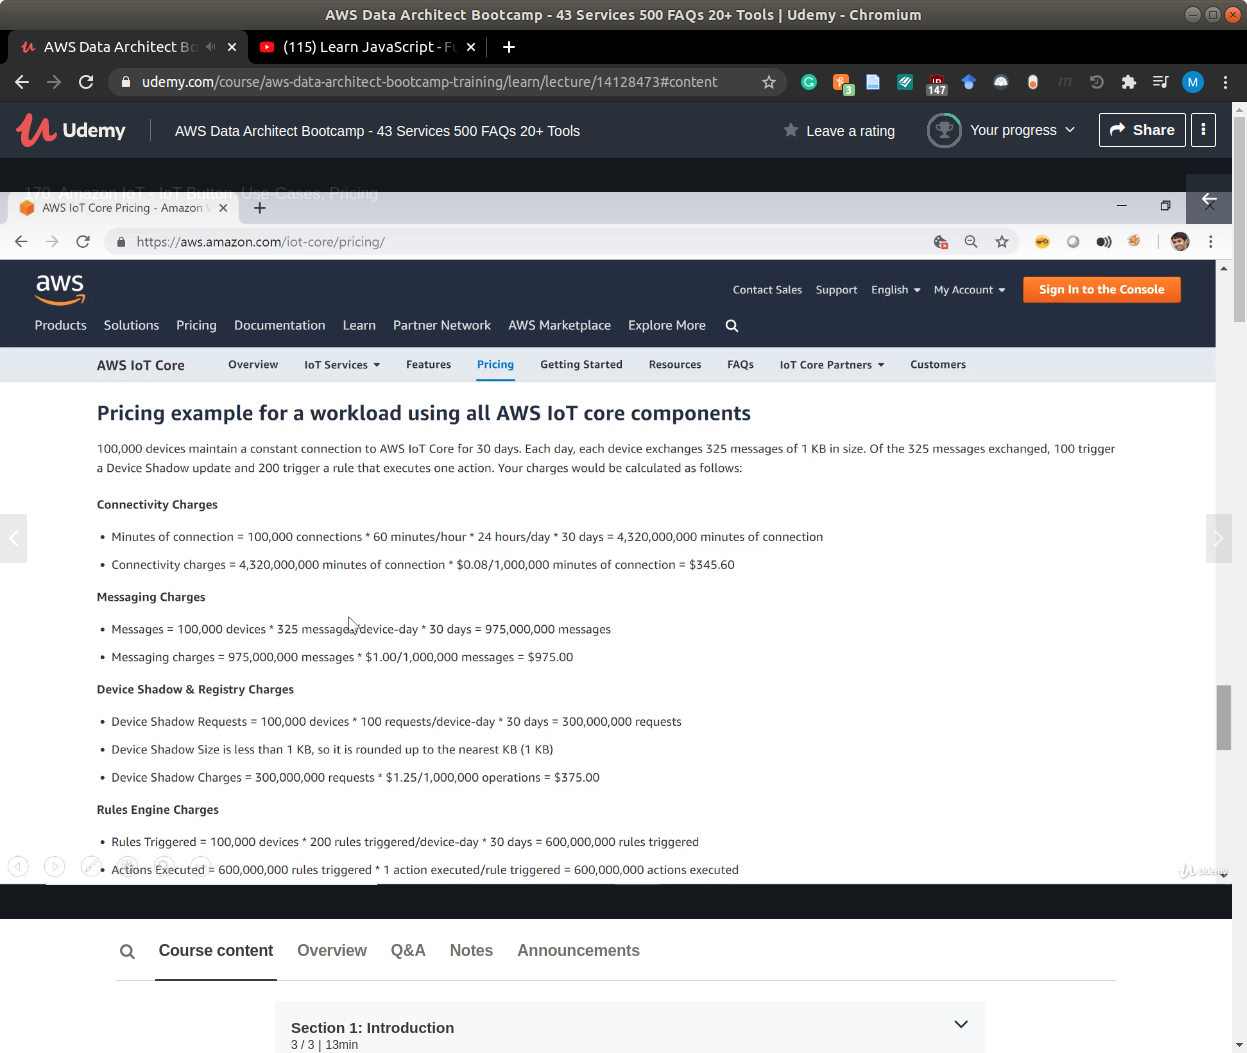 AWS Data Architect Bootcamp - 43 Services 500 FAQs 20+ Tools | Udemy - Chromium
AWS Data Architect Bo
(115) Learn JavaScript - Fu
udemy.com/course/aws-data-architect-bootcamp-training/learn/lecture/14128473#content
3
147
M
Udemy
AWS Data Architect Bootcamp - 43 Services 500 FAQs 20+ Tools
Leave a rating
Your progress
Share
170. Amazon IoT - IoT Button, Use-Cases, Pricing
AWS IoT Core Pricing - Amazon
https://aws.amazon.com/iot-core/pricing/
aws
Contact Sales Support English My Account Sign In to the Console
Products Solutions Pricing Documentation Learn Partner Network AWS Marketplace Explore More
AWS IoT Core Overview IoT Services Features Pricing Getting Started Resources FAQs IoT Core Partners Customers
Pricing example for a workload using all AWS IoT core components
100,000 devices maintain a constant connection to AWS IoT Core for 30 days. Each day, each device exchanges 325 messages of 1 KB in size. Of the 325 messages exchanged, 100 trigger
a Device Shadow update and 200 trigger a rule that executes one action. Your charges would be calculated as follows:
Connectivity Charges
• Minutes of connection = 100,000 connections * 60 minutes/hour * 24 hours/day * 30 days = 4,320,000,000 minutes of connection
• Connectivity charges = 4,320,000,000 minutes of connection * $0.08/1,000,000 minutes of connection = $345.60
Messaging Charges
• Messages = 100,000 devices * 325 messages/device-day * 30 days = 975,000,000 messages
• Messaging charges = 975,000,000 messages * $1.00/1,000,000 messages = $975.00
Device Shadow & Registry Charges
• Device Shadow Requests = 100,000 devices * 100 requests/device-day * 30 days = 300,000,000 requests
• Device Shadow Size is less than 1 KB, so it is rounded up to the nearest KB (1 KB)
• Device Shadow Charges = 300,000,000 requests * $1.25/1,000,000 operations = $375.00
Rules Engine Charges
• Rules Triggered = 100,000 devices * 200 rules triggered/device-day * 30 days = 600,000,000 rules triggered
• Actions Executed = 600,000,000 rules triggered * 1 action executed/rule triggered = 600,000,000 actions executed
Udemy
Course content Overview Q&A Notes Announcements
Section 1: Introduction
3 / 3 | 13min